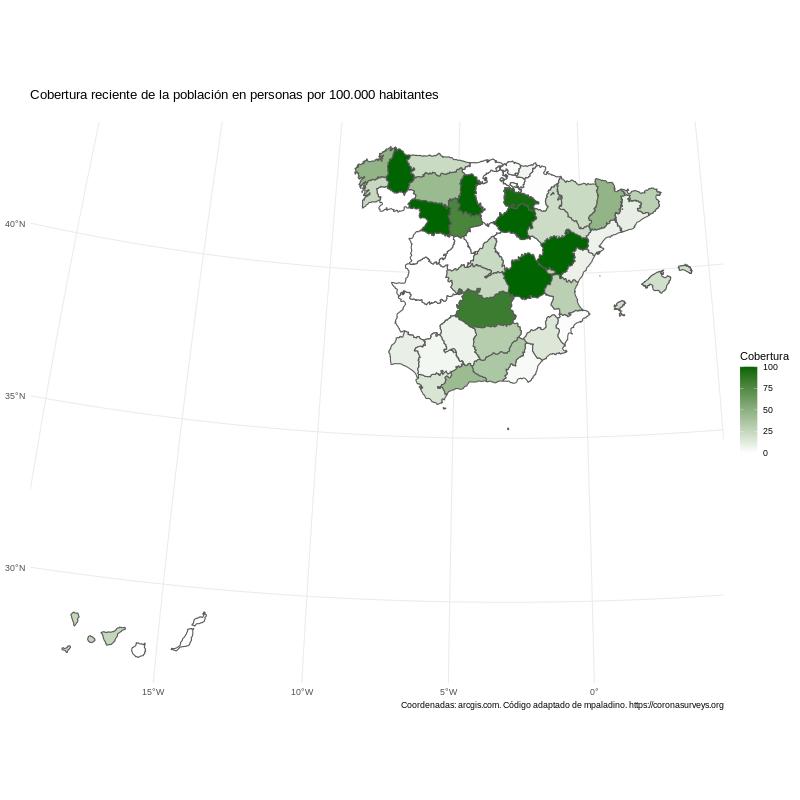 Cobertura reciente de la población en personas por 100.000 habitantes
40°N
35°N
30°N
15°W
10°W
5°W
0°
Cobertura
100
75
50
25
0
Coordenadas: arcgis.com. Código adaptado de mpaladino. https://coronasurveys.org